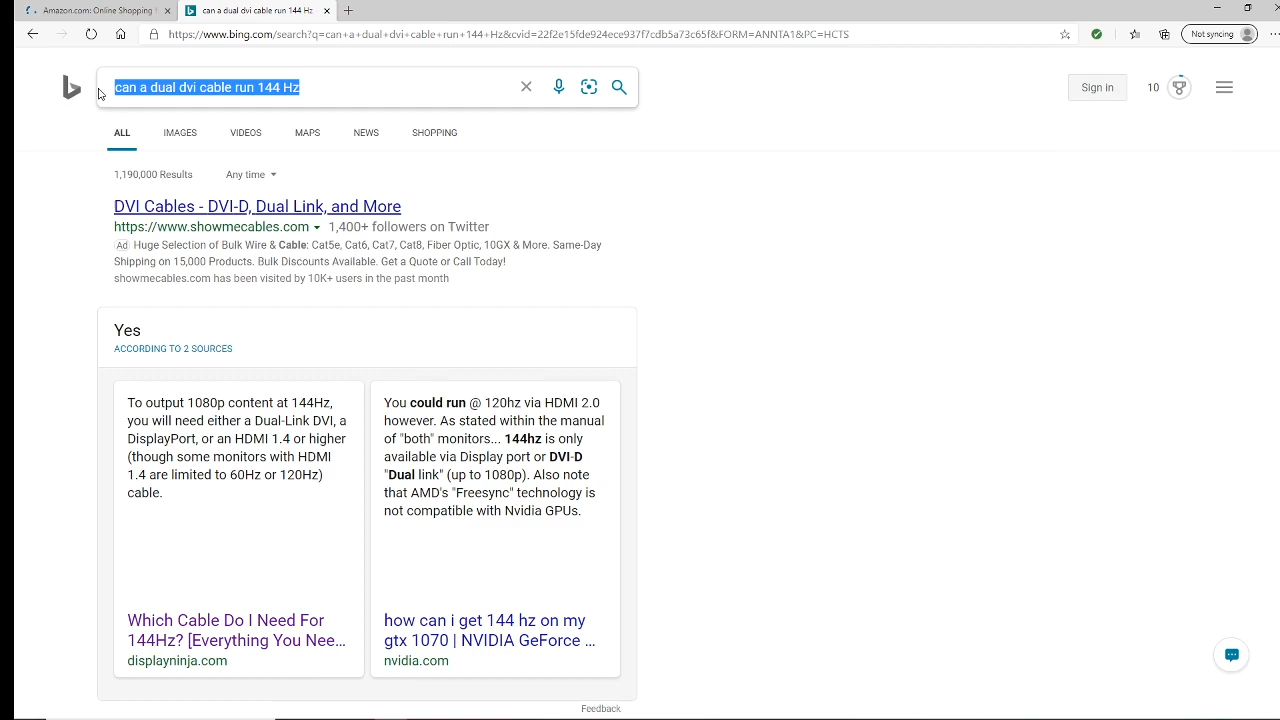 Amazon.com: Online Shopping
can a dual dvi cable run 144 Hz
https://www.bing.com/search?q=can+a+dual+dvi+cable+run+144+Hz&cvid=22f2e15fde924ece937f7cdb5a73c65f&FORM=ANNTA1&PC=HCTS
Not syncing
can a dual dvi cable run 144 Hz
Sign in
10
ALL IMAGES VIDEOS MAPS NEWS SHOPPING
1,190,000 Results Any time
DVI Cables - DVI-D, Dual Link, and More
https://www.showmecables.com 1,400+ followers on Twitter
Ad Huge Selection of Bulk Wire & Cable: Cat5e, Cat6, Cat7, Cat8, Fiber Optic, 10GX & More. Same-Day
Shipping on 15,000 Products. Bulk Discounts Available. Get a Quote or Call Today!
showmecables.com has been visited by 10K+ users in the past month
Yes
ACCORDING TO 2 SOURCES
To output 1080p content at 144Hz,
you will need either a Dual-Link DVI, a
DisplayPort, or an HDMI 1.4 or higher
(though some monitors with HDMI
1.4 are limited to 60Hz or 120Hz)
cable.
Which Cable Do I Need For
144Hz? [Everything You Nee...
displayninja.com
You could run @ 120hz via HDMI 2.0
however. As stated within the manual
of "both" monitors... 144hz is only
available via Display port or DVI-D
"Dual link" (up to 1080p). Also note
that AMD's "Freesync" technology is
not compatible with Nvidia GPUs.
how can i get 144 hz on my
gtx 1070 | NVIDIA GeForce ...
nvidia.com
Feedback